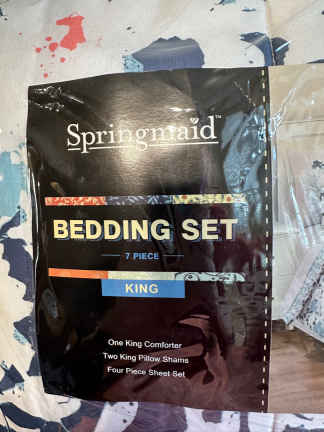 Springmaid™
BEDDING SET
7 PIECE
KING
One King Comforter
Two King Pillow Shams
Four Piece Sheet Set